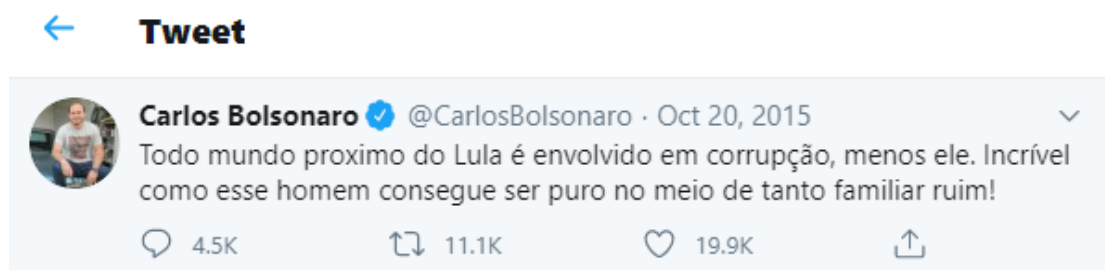 Tweet
Carlos Bolsonaro @CarlosBolsonaro · Oct 20, 2015
Todo mundo proximo do Lula é envolvido em corrupção, menos ele. Incrível
como esse homem consegue ser puro no meio de tanto familiar ruim!
4.5K 11.1K 19.9K